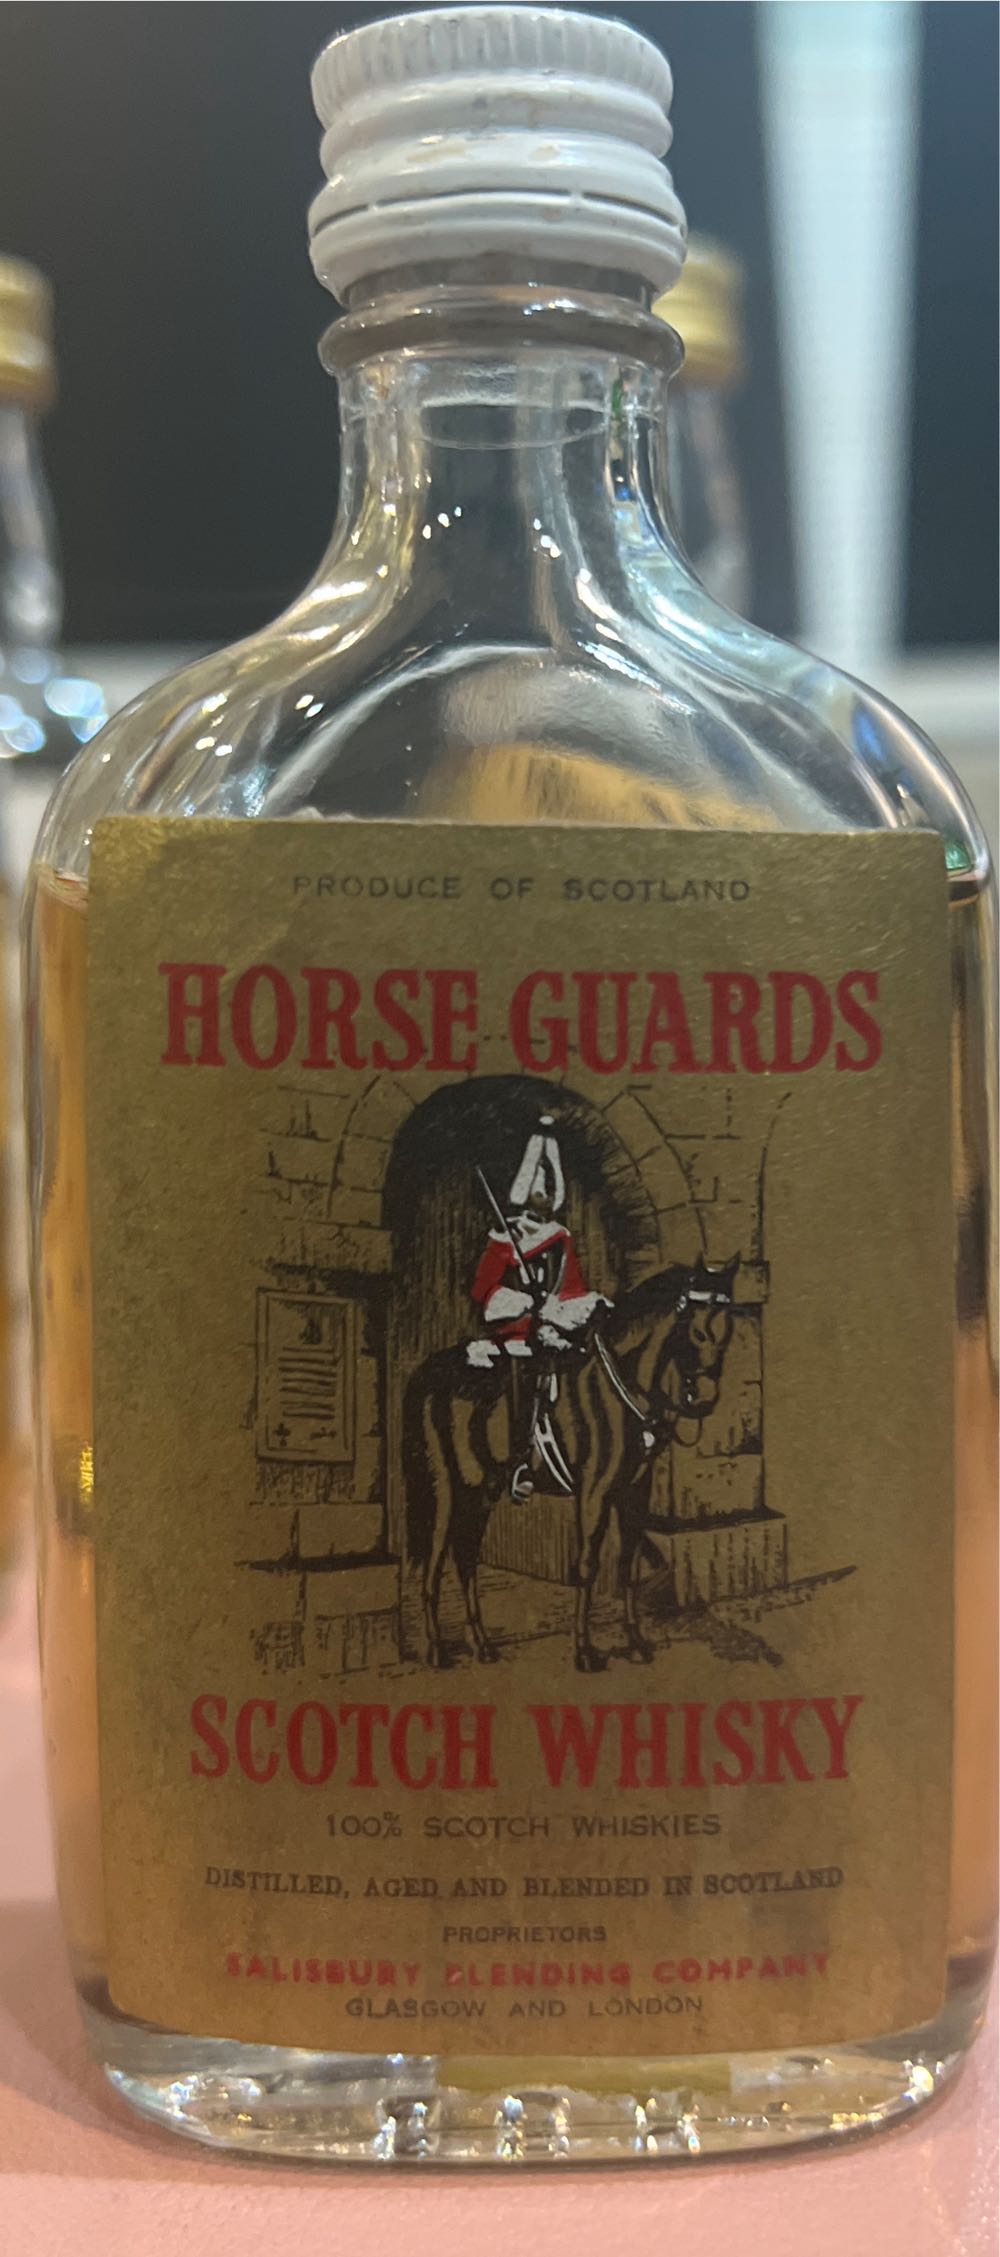 PRODUCE OF SCOTLAND
HORSE GUARDS
SCOTCH WHISKY
100% SCOTCH WHISKIES
DISTILLED, AGED AND BLENDED IN SCOTLAND
PROPRIETORS
SALISBURY BLENDING COMPANY
GLASGOW AND LONDON